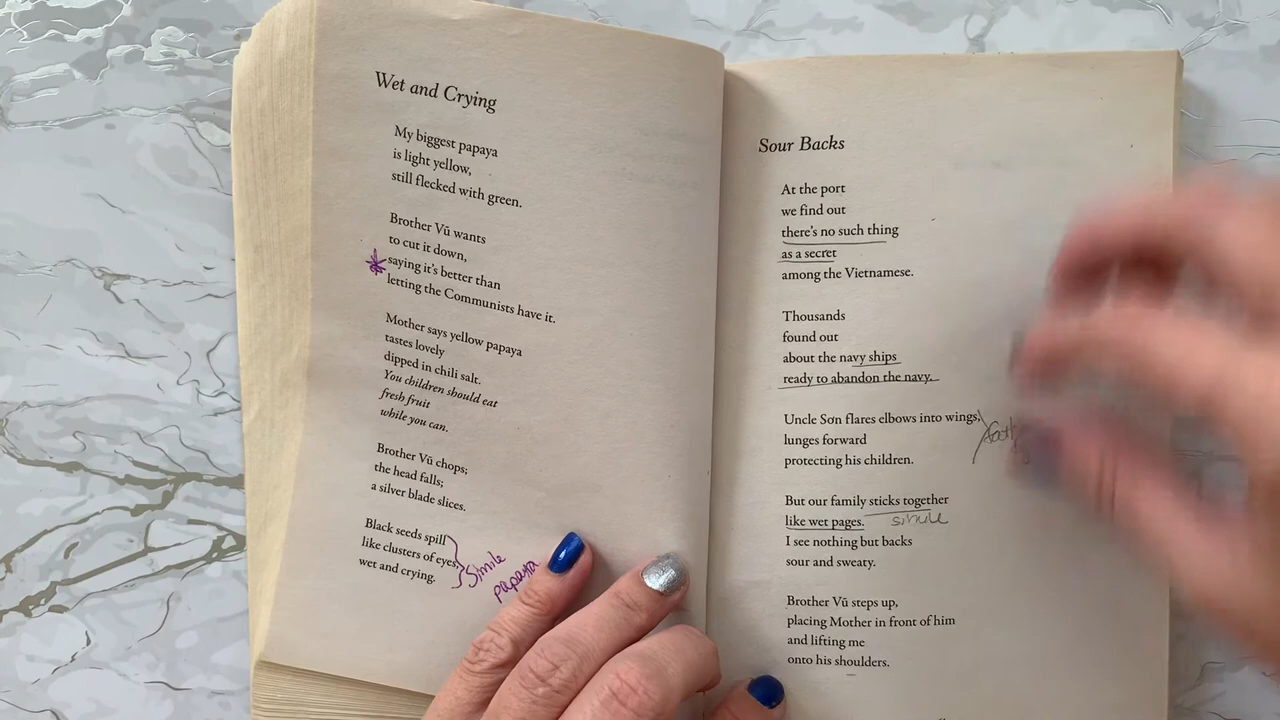 Wet and Crying
My biggest papaya
is light yellow,
still flecked with green.
Brother Vũ wants
to cut it down,
saying it's better than
letting the Communists have it.
Mother says yellow papaya
tastes lovely
dipped in chili salt.
You children should eat
fresh fruit
while you can.
Brother Vũ chops;
the head falls;
a silver blade slices.
Black seeds spill
like clusters of eyes,
wet and crying.
Simile
papaya
Sour Backs
At the port
we find out
there's no such thing
as a secret
among the Vietnamese.
Thousands
found out
about the navy ships
ready to abandon the navy.
Uncle Sơn flares elbows into wings,
lunges forward
protecting his children.
But our family sticks together
like wet pages. simile
I see nothing but backs
sour and sweaty.
Brother Vũ steps up,
placing Mother in front of him
and lifting me
onto his shoulders.